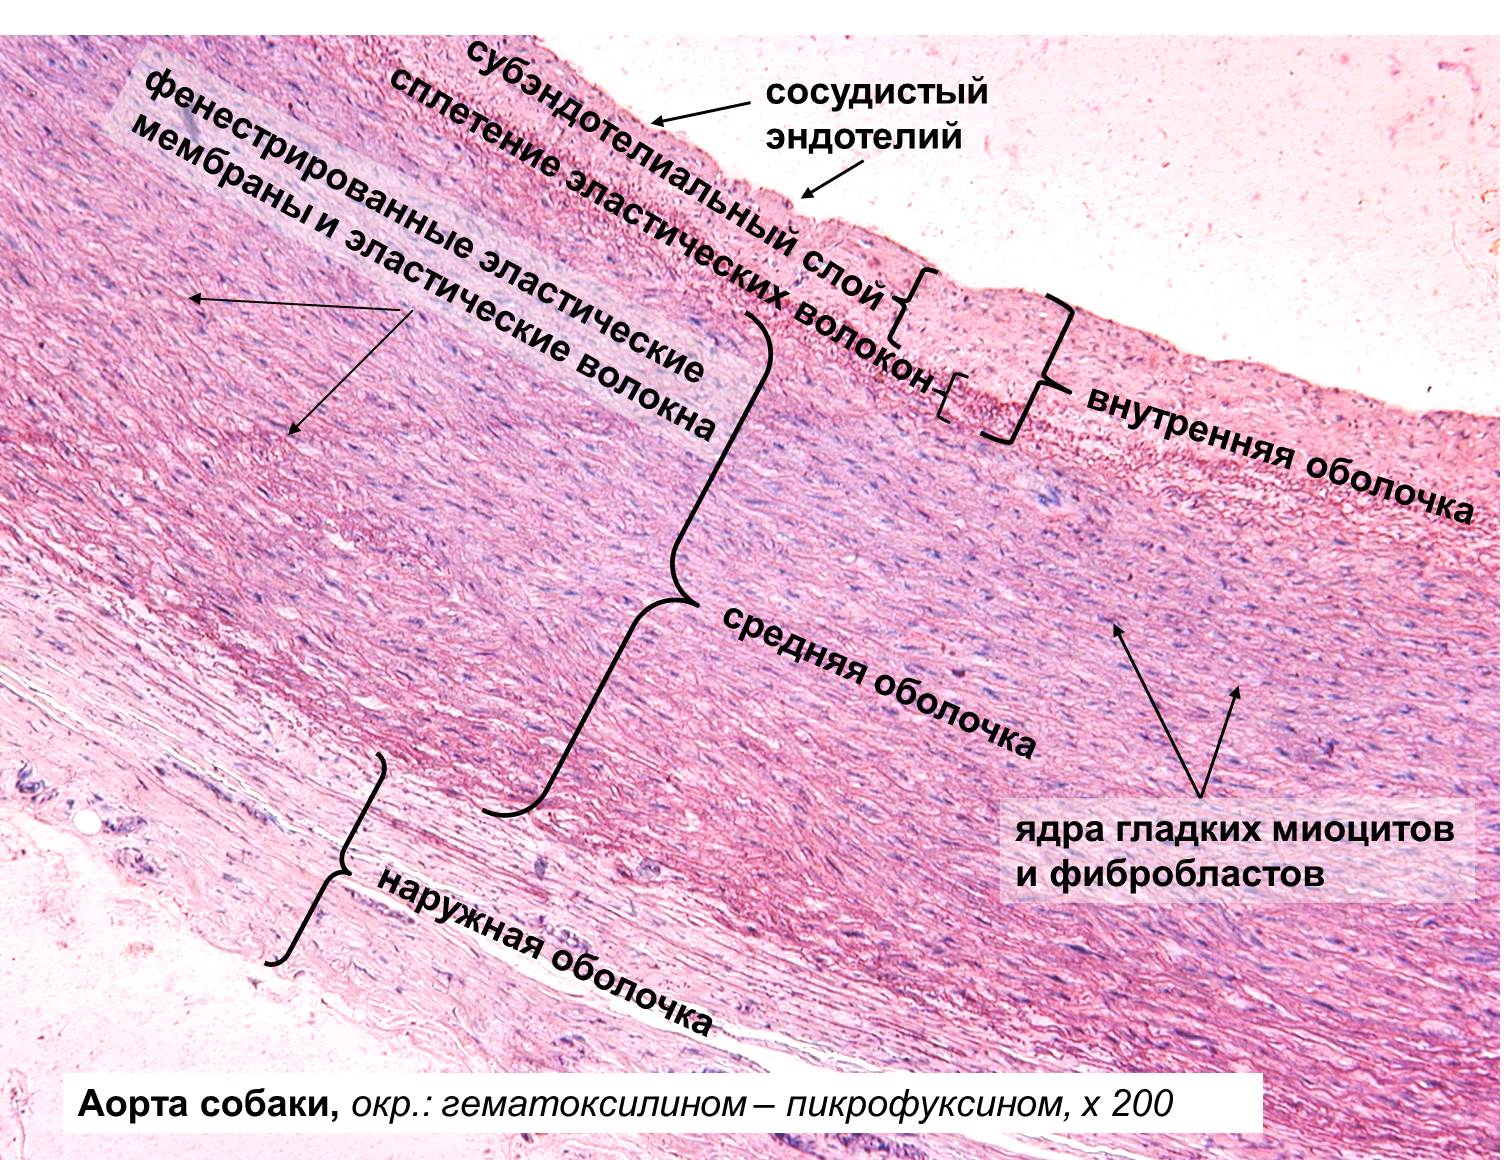 субэндотелиальный слой
сплетение эластических волокон
фенестрированные эластические
мембраны и эластические волокна
сосудистый
эндотелий
внутренняя оболочка
средняя оболочка
ядра гладких миоцитов
и фибробластов
наружная оболочка
Аорта собаки, окр.: гематоксилином – пикрофуксином, х 200